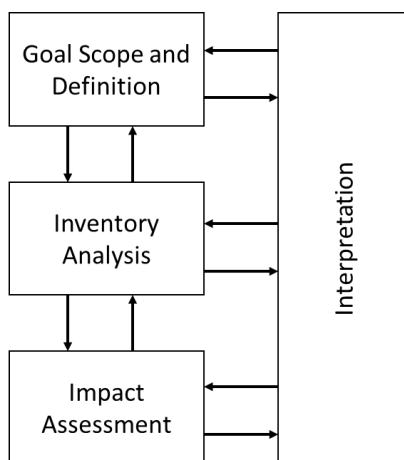 Goal Scope and
Definition
Inventory
Analysis
Impact
Assessment
Interpretation